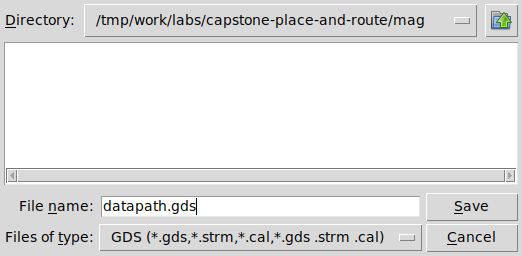 Directory: /tmp/work/labs/capstone-place-and-route/mag
File name: datapath.gds Save
Files of type: GDS (*.gds,*.strm,*.cal,*.gds .strm .cal) Cancel